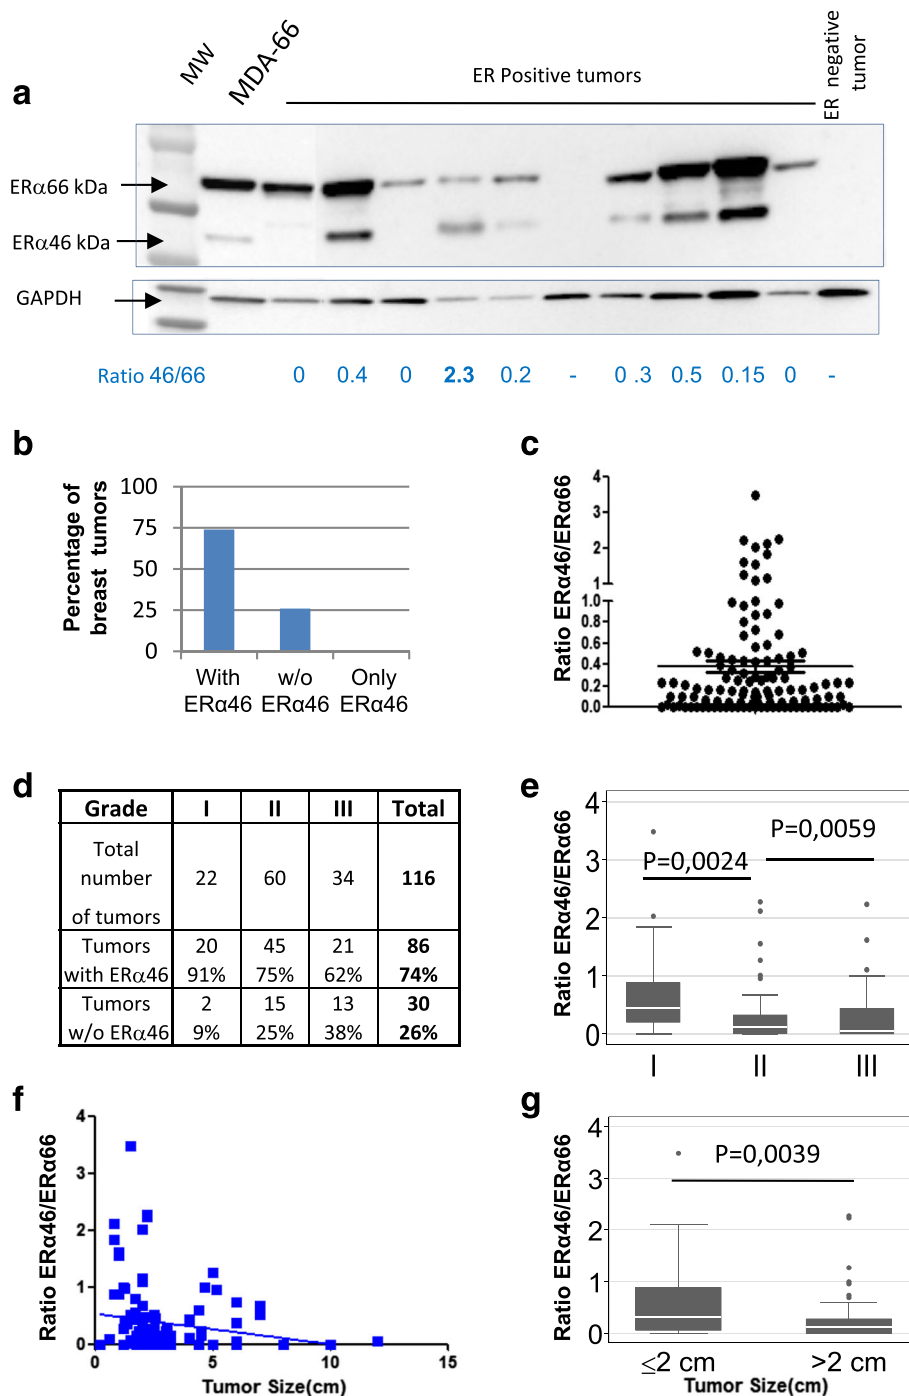 a
MW
MDA-66
ER Positive tumors
ER negative
tumor
ERα66 kDa
ERα46 kDa
GAPDH
Ratio 46/66 0 0.4 0 2.3 0.2 - 0 .3 0.5 0.15 0 -
b
Percentage of
breast tumors
100
75
50
25
0
With
ERα46
w/o
ERα46
Only
ERα46
c
Ratio ERα46/ERα66
4
3
2
1
1.0
0.8
0.6
0.4
0.2
0.0
d
Grade I II III Total
Total
number
of tumors
22 60 34 116
Tumors 20 45 21 86
with ERα46 91% 75% 62% 74%
Tumors 2 15 13 30
w/o ERα46 9% 25% 38% 26%
e
Ratio ERα46/ERα66
4
3
2
1
0
P=0,0024
P=0,0059
I II III
f
Ratio ERα46/ERα66
4
3
2
1
0
0 5 10 15
Tumor Size(cm)
g
Ratio ERα46/ERα66
4
3
2
1
0
P=0,0039
≤2 cm >2 cm
Tumor Size(cm)